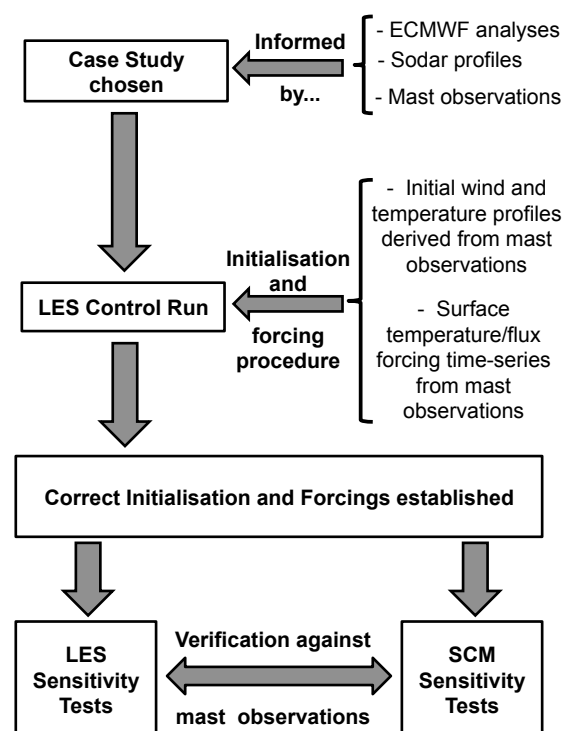 Case Study
chosen
Informed
by...
- ECMWF analyses
- Sodar profiles
- Mast observations
LES Control Run
Initialisation
and
forcing
procedure
- Initial wind and
temperature profiles
derived from mast
observations
- Surface
temperature/flux
forcing time-series
from mast
observations
Correct Initialisation and Forcings established
LES
Sensitivity
Tests
Verification against
mast observations
SCM
Sensitivity
Tests